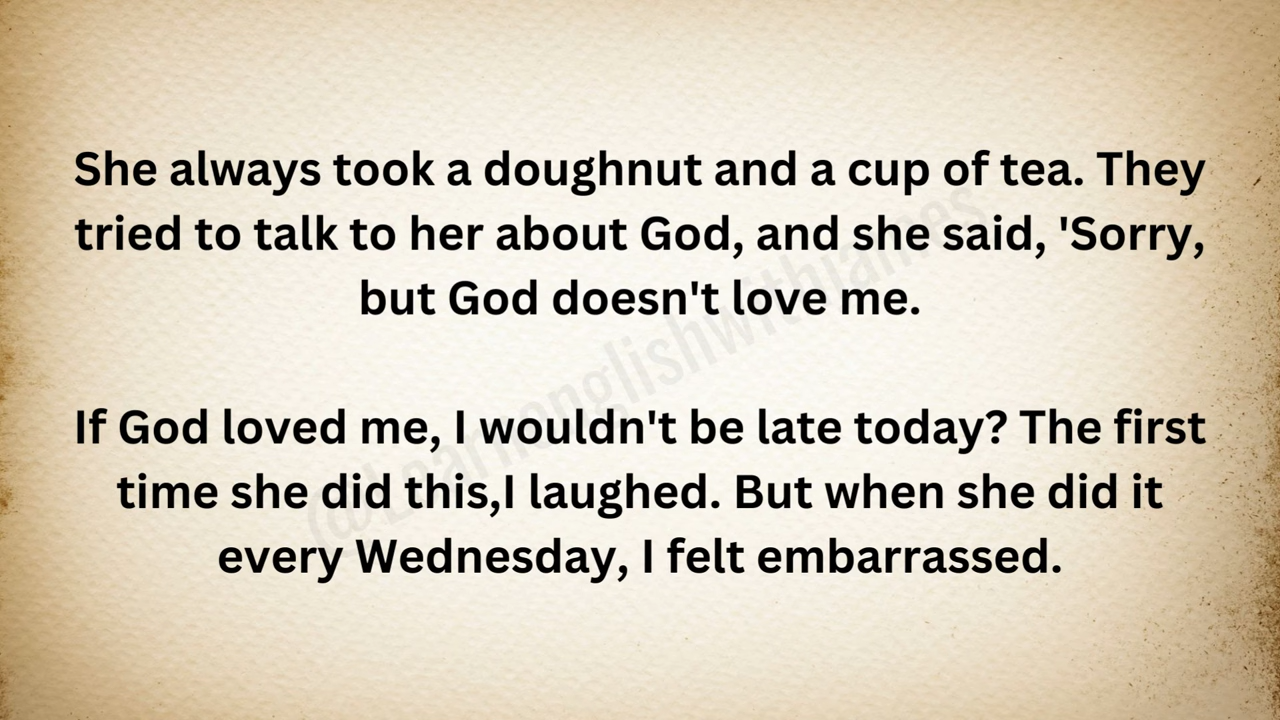 She always took a doughnut and a cup of tea. They
tried to talk to her about God, and she said, 'Sorry,
but God doesn't love me.
If God loved me, I wouldn't be late today? The first
time she did this,I laughed. But when she did it
every Wednesday, I felt embarrassed.
@Learnenglishwithjames